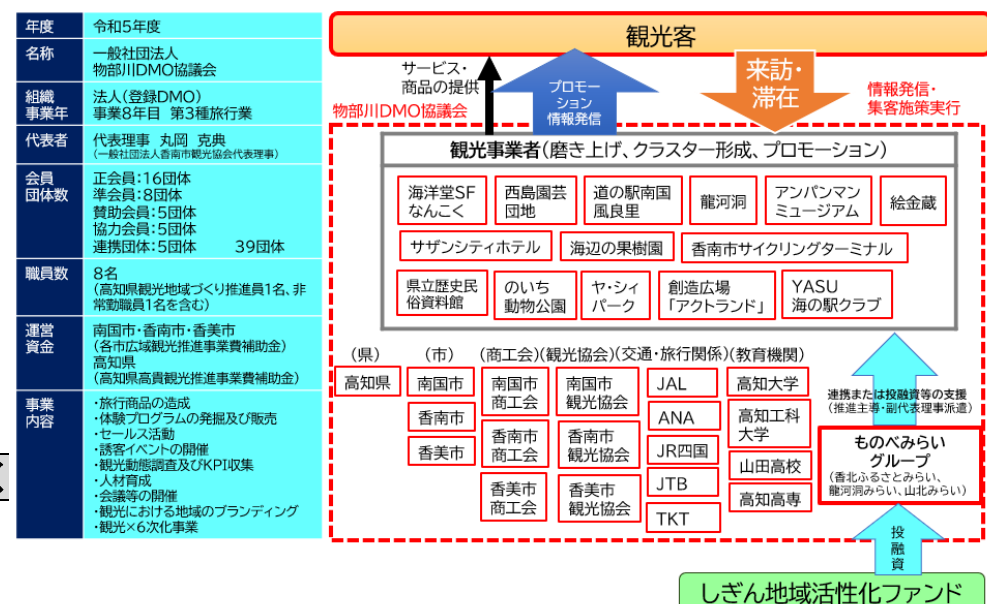 年度
令和5年度
名称
一般社団法人
物部川DMO協議会
組織
事業年
法人(登録DMO)
事業8年目 第3種旅行業
代表者
代表理事 丸岡 克典
(一般社団法人香南市観光協会代表理事)
会員
団体数
正会員:16団体
準会員:8団体
賛助会員:5団体
協力会員:5団体
連携団体:5団体 39団体
職員数
8名
(高知県観光地域づくり推進員1名、非
常勤職員1名を含む)
運営
資金
南国市・香南市・香美市
(各市広域観光推進事業費補助金)
高知県
(高知県高貴観光推進事業費補助金)
事業
内容
・旅行商品の造成
・体験プログラムの発掘及び販売
・セールス活動
・誘客イベントの開催
・観光動態調査及びKPI収集
・人材育成
・会議等の開催
・観光における地域のブランディング
・観光×6次化事業
観光客
サービス・
商品の提供
プロモー
ション
情報発信
来訪・
滞在
情報発信・
集客施策実行
物部川DMO協議会
観光事業者(磨き上げ、クラスター形成、プロモーション)
海洋堂SF
なんこく
西島園芸
団地
道の駅南国
風良里
龍河洞
アンパンマン
ミュージアム
絵金蔵
サザンシティホテル
海辺の果樹園
香南市サイクリングターミナル
県立歴史民
俗資料館
のいち
動物公園
ヤ・シィ
パーク
創造広場
「アクトランド」
YASU
海の駅クラブ
(県)
(市)
(商工会)
(観光協会)
(交通・旅行関係)
(教育機関)
高知県
南国市
香南市
香美市
南国市
商工会
香南市
商工会
香美市
商工会
南国市
観光協会
香南市
観光協会
香美市
観光協会
JAL
ANA
JR四国
JTB
TKT
高知大学
高知工科
大学
山田高校
高知高専
連携または投融資等の支援
(推進主導・副代表理事派遣)
ものべみらい
グループ
(香北ふるさとみらい、
龍河洞みらい、山北みらい)
投
融
資
しぎん地域活性化ファンド